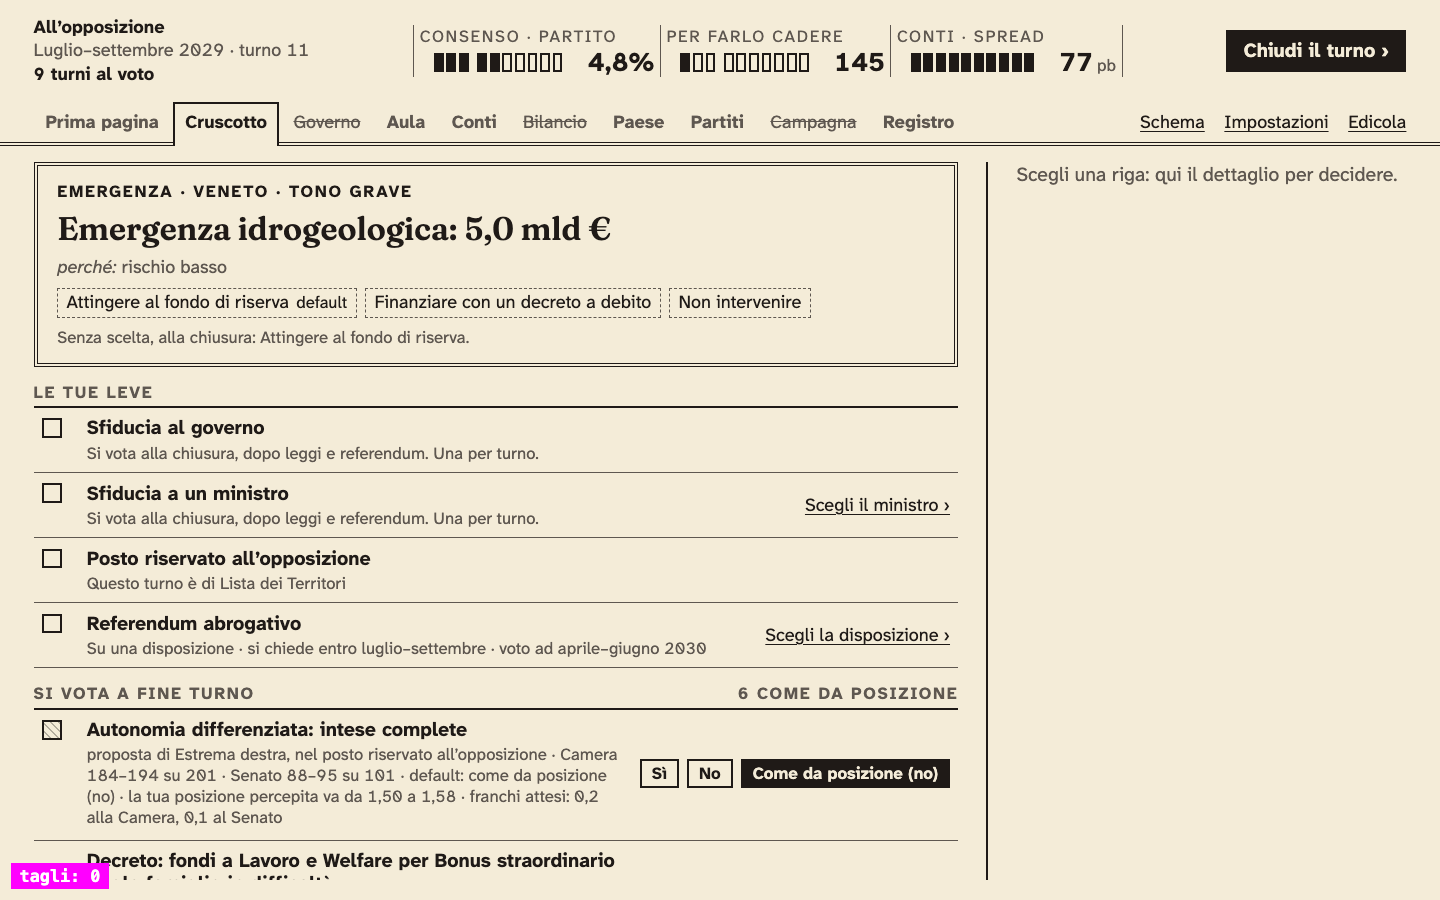 All’opposizione
Luglio–settembre 2029 · turno 11
9 turni al voto
CONSENSO · PARTITO
4,8%
PER FARLO CADERE
145
CONTI · SPREAD
77 pb
Chiudi il turno ›
Prima pagina
Cruscotto
Governo
Aula
Conti
Bilancio
Paese
Partiti
Campagna
Registro
Schema
Impostazioni
Edicola
EMERGENZA · VENETO · TONO GRAVE
Emergenza idrogeologica: 5,0 mld €
perché: rischio basso
Attingere al fondo di riserva default
Finanziare con un decreto a debito
Non intervenire
Senza scelta, alla chiusura: Attingere al fondo di riserva.
Scegli una riga: qui il dettaglio per decidere.
LE TUE LEVE
Sfiducia al governo
Si vota alla chiusura, dopo leggi e referendum. Una per turno.
Sfiducia a un ministro
Si vota alla chiusura, dopo leggi e referendum. Una per turno.
Scegli il ministro ›
Posto riservato all’opposizione
Questo turno è di Lista dei Territori
Referendum abrogativo
Su una disposizione · si chiede entro luglio–settembre · voto ad aprile–giugno 2030
Scegli la disposizione ›
SI VOTA A FINE TURNO
6 COME DA POSIZIONE
Autonomia differenziata: intese complete
proposta di Estrema destra, nel posto riservato all’opposizione · Camera
184–194 su 201 · Senato 88–95 su 101 · default: come da posizione
(no) · la tua posizione percepita va da 1,50 a 1,58 · franchi attesi: 0,2
alla Camera, 0,1 al Senato
Sì
No
Come da posizione (no)
Decreto: fondi a Lavoro e Welfare per Bonus straordinario
tagli: 0